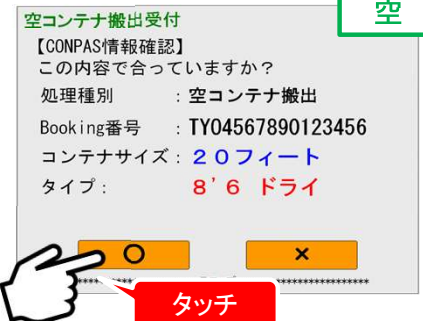 空
空コンテナ搬出受付
【CONPAS情報確認】
この内容で合っていますか？
処理種別 ：空コンテナ搬出
Booking番号 ：TY04567890123456
コンテナサイズ：２０フィート
タイプ： 8'6 ドライ
○ ×
タッチ